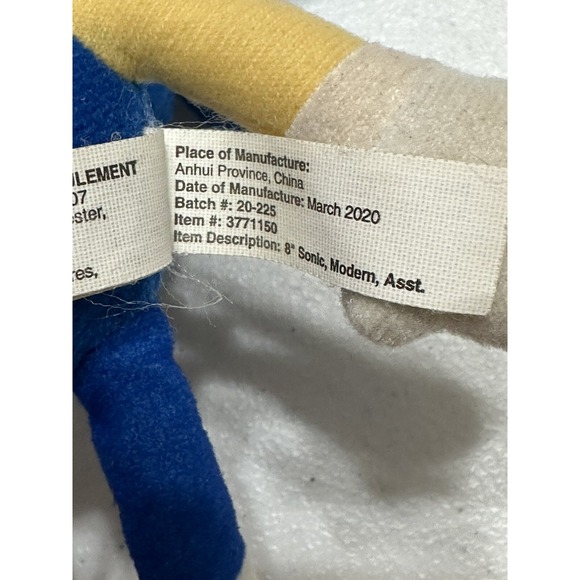 ULEMENT
07
ester,
res,
Place of Manufacture:
Anhui Province, China
Date of Manufacture: March 2020
Batch #: 20-225
Item #: 3771150
Item Description: 8" Sonic, Modern, Asst.